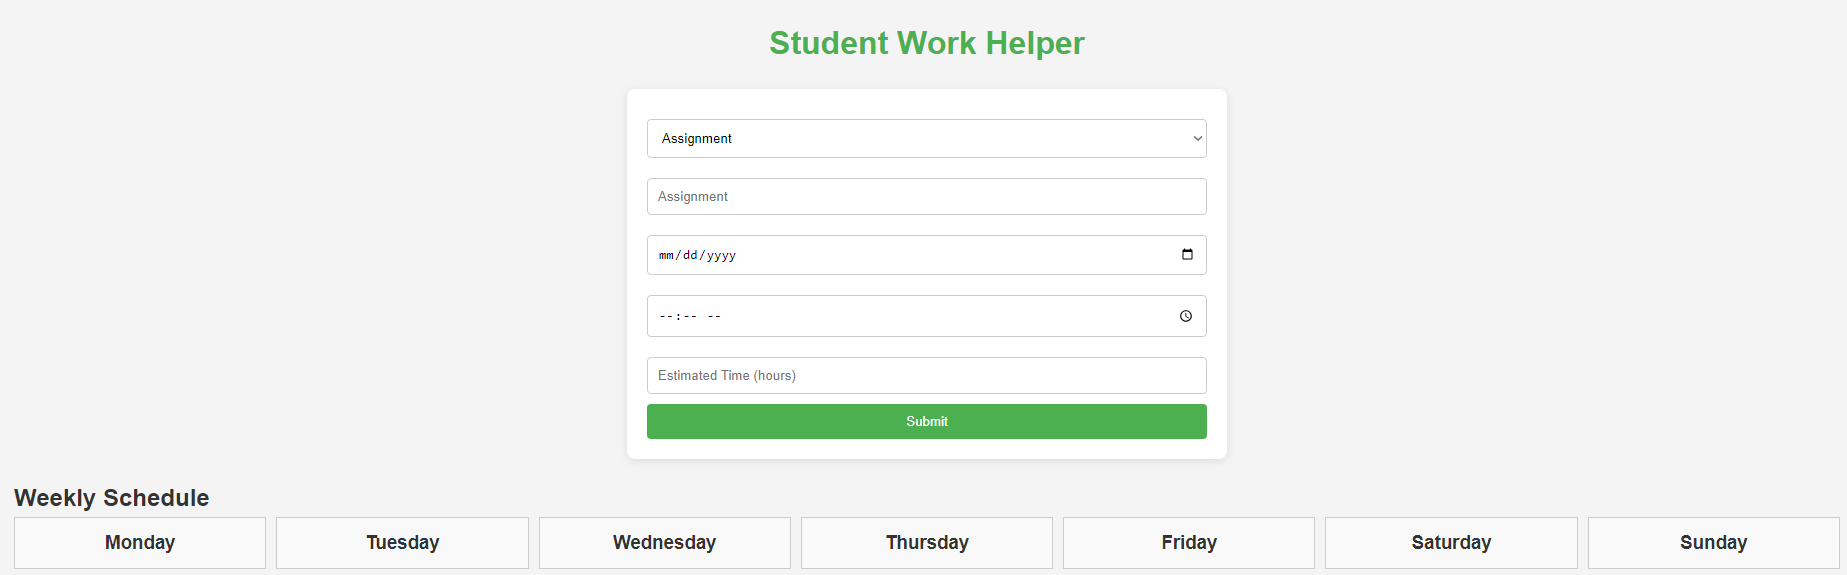 Student Work Helper
Assignment
Assignment
mm/dd/yyyy
--:-- --
Estimated Time (hours)
Submit
Weekly Schedule
Monday Tuesday Wednesday Thursday Friday Saturday Sunday